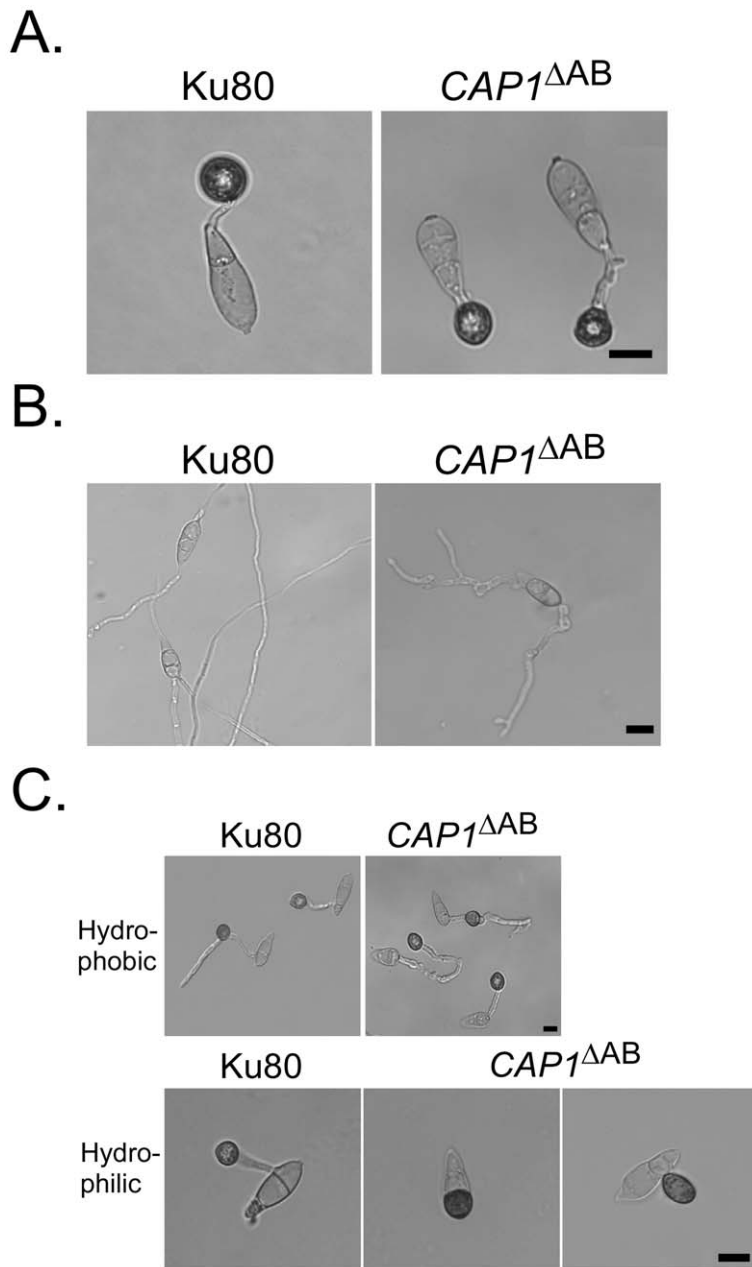 A.
Ku80 CAP1ΔAB
B.
Ku80 CAP1ΔAB
C.
Ku80 CAP1ΔAB
Hydro-
phobic
Ku80 CAP1ΔAB
Hydro-
philic